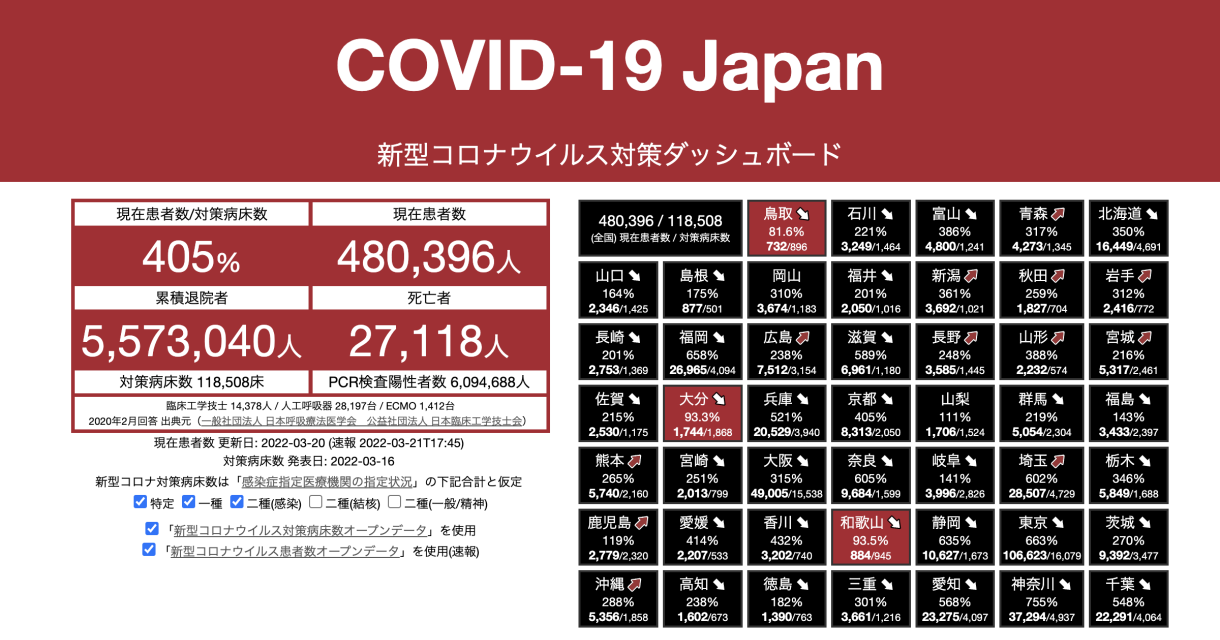 COVID-19 Japan
新型コロナウイルス対策ダッシュボード
現在患者数/対策病床数
現在患者数
405%
480,396人
累積退院者
死亡者
5,573,040人
27,118人
対策病床数 118,508床
PCR検査陽性者数 6,094,688人
臨床工学技士 14,378人 / 人工呼吸器 28,197台 / ECMO 1,412台
2020年2月回答 出典元（一般社団法人 日本呼吸療法医学会　公益社団法人 日本臨床工学技士会）
現在患者数 更新日: 2022-03-20 (速報 2022-03-21T17:45)
対策病床数 発表日: 2022-03-16
新型コロナ対策病床数は「感染症指定医療機関の指定状況」の下記合計と仮定
特定 一種 二種(感染) 二種(結核) 二種(一般/精神)
「新型コロナウイルス対策病床数オープンデータ」を使用
「新型コロナウイルス患者数オープンデータ」を使用(速報)
480,396 / 118,508
(全国) 現在患者数 / 対策病床数
鳥取
81.6%
732/896
石川
221%
3,249/1,464
富山
386%
4,800/1,241
青森
317%
4,273/1,345
北海道
350%
16,449/4,691
山口
164%
2,346/1,425
島根
175%
877/501
岡山
310%
3,674/1,183
福井
201%
2,050/1,016
新潟
361%
3,692/1,021
秋田
259%
1,827/704
岩手
312%
2,416/772
長崎
201%
2,753/1,369
福岡
658%
26,965/4,094
広島
238%
7,512/3,154
滋賀
589%
6,961/1,180
長野
248%
3,585/1,445
山形
388%
2,232/574
宮城
216%
5,317/2,461
佐賀
215%
2,530/1,175
大分
93.3%
1,744/1,868
兵庫
521%
20,529/3,940
京都
405%
8,313/2,050
山梨
111%
1,706/1,524
群馬
219%
5,054/2,304
福島
143%
3,433/2,397
熊本
265%
5,740/2,160
宮崎
251%
2,013/799
大阪
315%
49,005/15,538
奈良
605%
9,684/1,599
岐阜
141%
3,996/2,826
埼玉
602%
28,507/4,729
栃木
346%
5,849/1,688
鹿児島
119%
2,779/2,320
愛媛
414%
2,207/533
香川
432%
3,202/740
和歌山
93.5%
884/945
静岡
635%
10,627/1,673
東京
663%
106,623/16,079
茨城
270%
9,392/3,477
沖縄
288%
5,356/1,858
高知
238%
1,602/673
徳島
182%
1,390/763
三重
301%
3,661/1,216
愛知
568%
23,275/4,097
神奈川
755%
37,294/4,937
千葉
548%
22,291/4,064